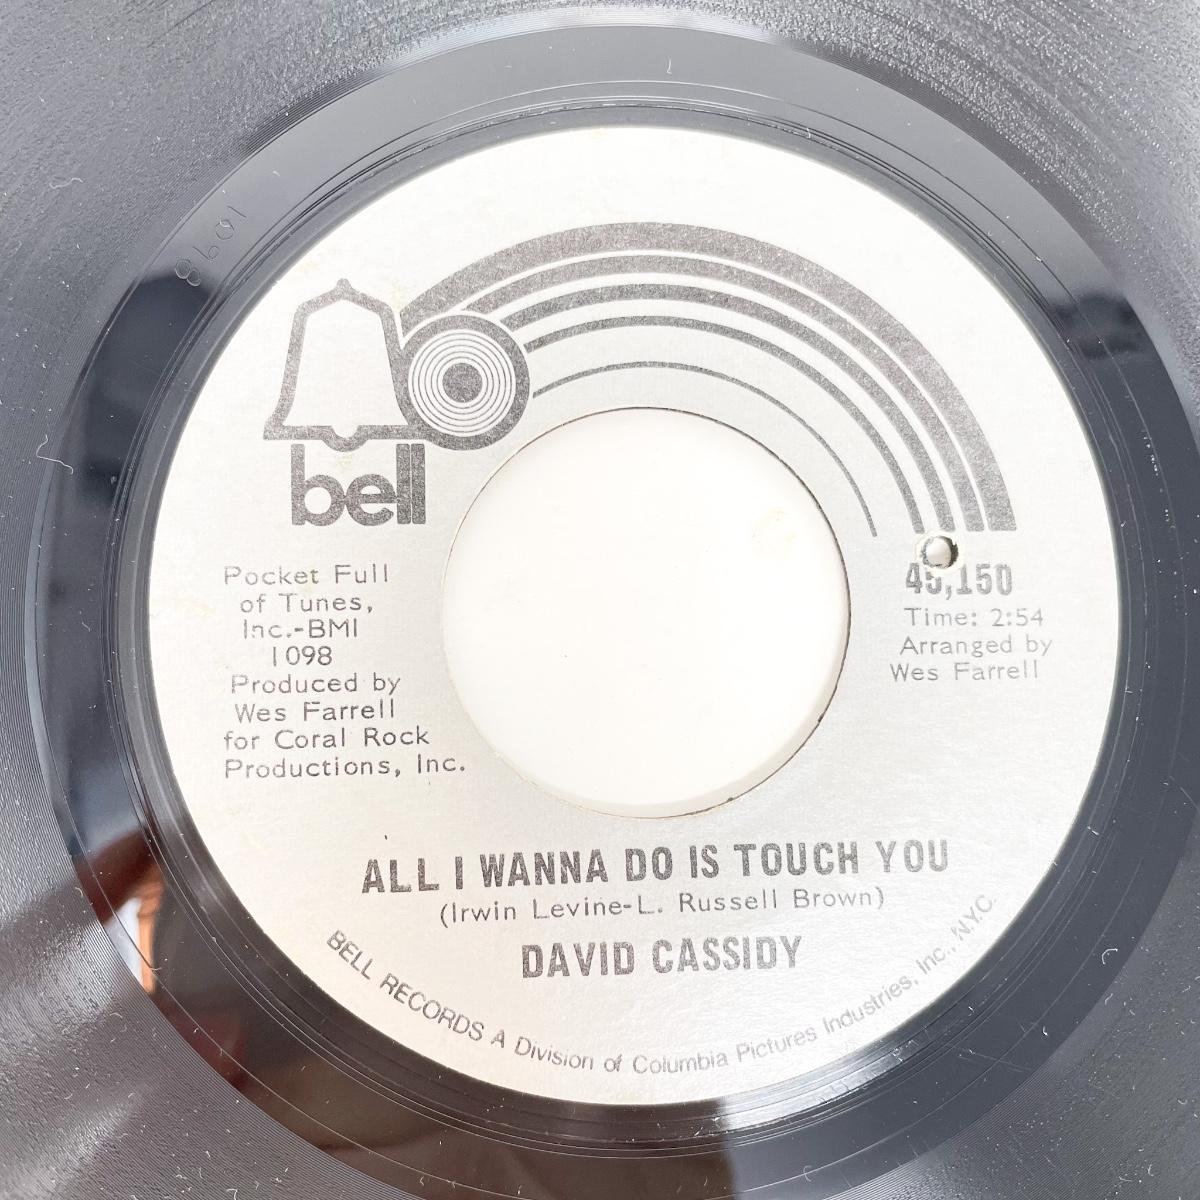 bell
Pocket Full
of Tunes,
Inc.-BMI
1098
Produced by
Wes Farrell
for Coral Rock
Productions, Inc.
45,150
Time: 2:54
Arranged by
Wes Farrell
ALL I WANNA DO IS TOUCH YOU
(Irwin Levine-L. Russell Brown)
DAVID CASSIDY
BELL RECORDS A Division of Columbia Pictures Industries, Inc., N.Y.C.
1098